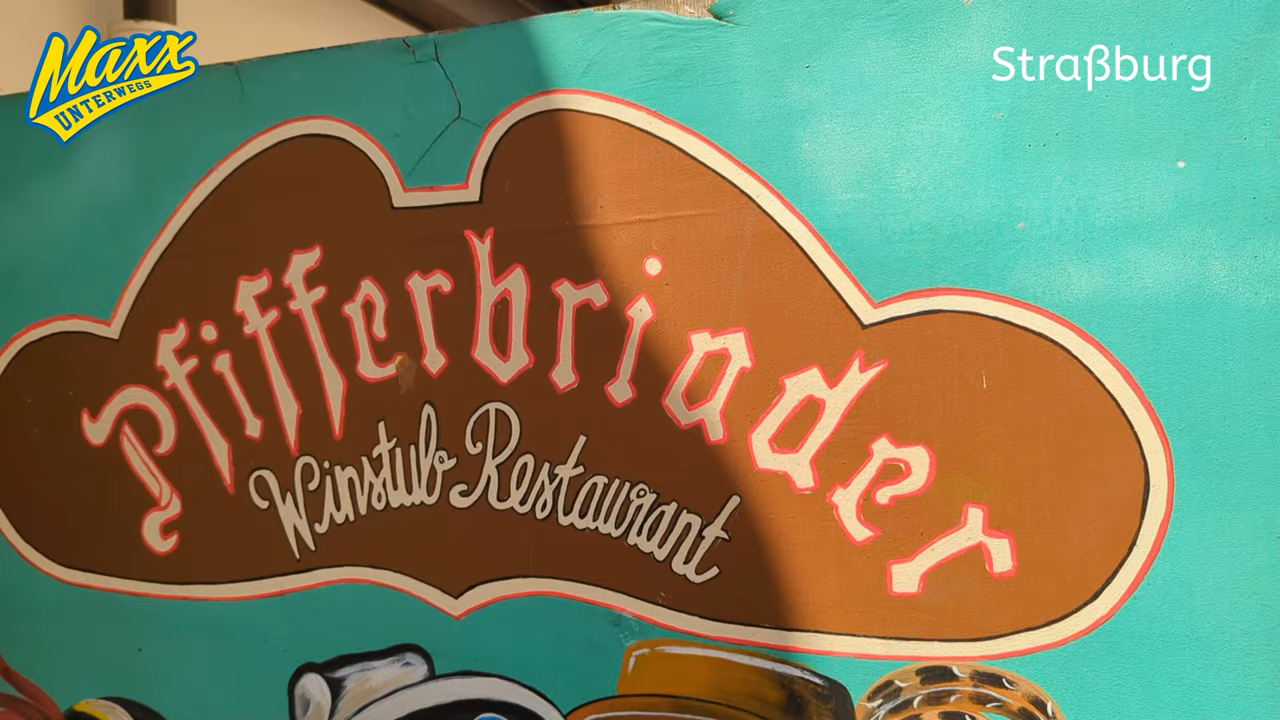 Maxx
UNTERWEGS
Straßburg
Pfifferbriader
Winstub Restaurant